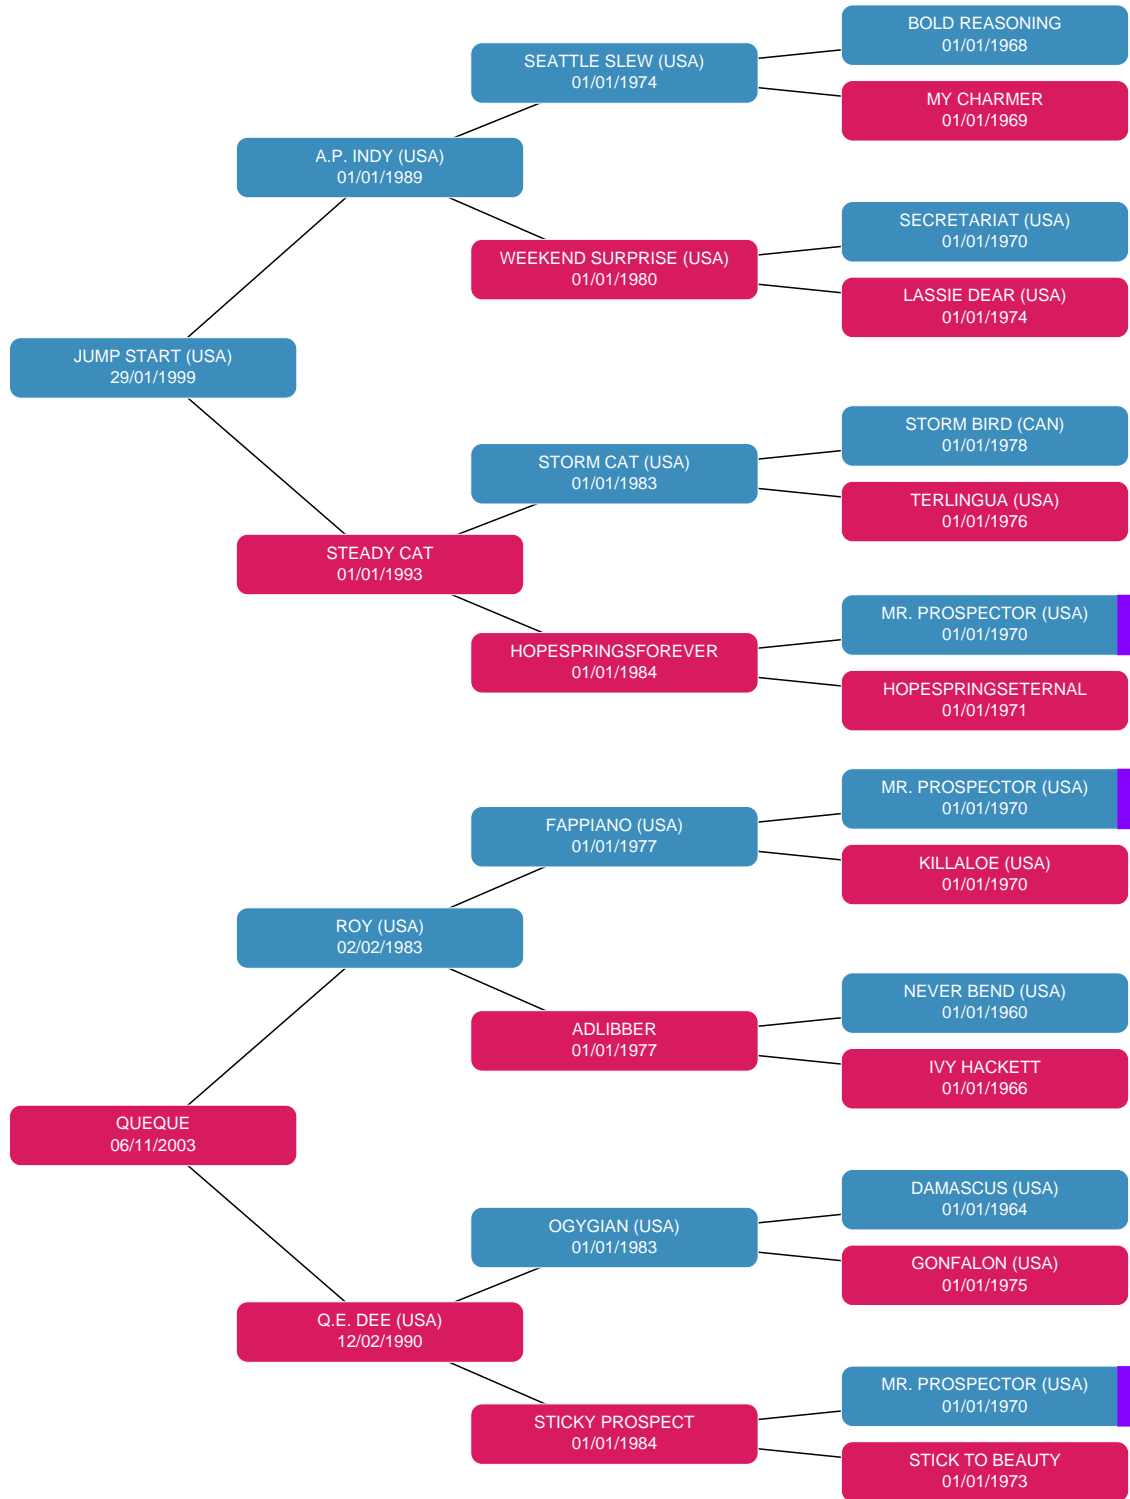 BOLD REASONING
01/01/1968
SEATTLE SLEW (USA)
01/01/1974
MY CHARMER
01/01/1969
A.P. INDY (USA)
01/01/1989
SECRETARIAT (USA)
01/01/1970
WEEKEND SURPRISE (USA)
01/01/1980
LASSIE DEAR (USA)
01/01/1974
JUMP START (USA)
29/01/1999
STORM BIRD (CAN)
01/01/1978
STORM CAT (USA)
01/01/1983
TERLINGUA (USA)
01/01/1976
STEADY CAT
01/01/1993
MR. PROSPECTOR (USA)
01/01/1970
HOPESPRINGSFOREVER
01/01/1984
HOPESPRINGSETERNAL
01/01/1971
MR. PROSPECTOR (USA)
01/01/1970
FAPPIANO (USA)
01/01/1977
KILLALOE (USA)
01/01/1970
ROY (USA)
02/02/1983
NEVER BEND (USA)
01/01/1960
ADLIBBER
01/01/1977
IVY HACKETT
01/01/1966
QUEQUE
06/11/2003
DAMASCUS (USA)
01/01/1964
OGYGIAN (USA)
01/01/1983
GONFALON (USA)
01/01/1975
Q.E. DEE (USA)
12/02/1990
MR. PROSPECTOR (USA)
01/01/1970
STICKY PROSPECT
01/01/1984
STICK TO BEAUTY
01/01/1973